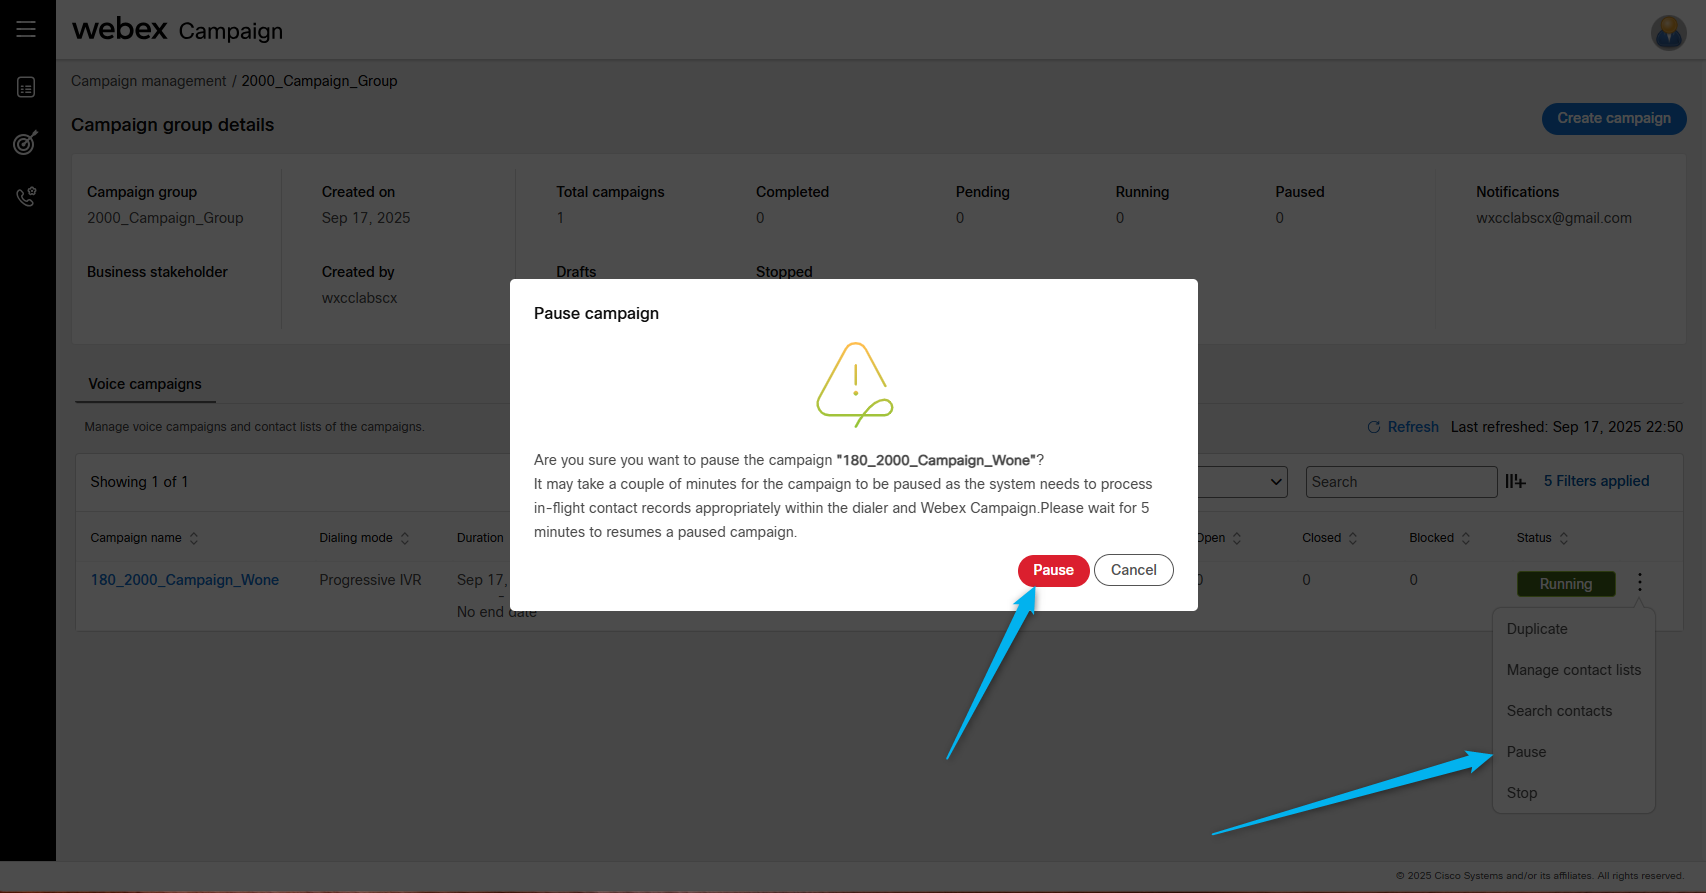 webex Campaign
Campaign management / 2000_Campaign_Group
Campaign group details
Create campaign
Campaign group
2000_Campaign_Group
Created on
Sep 17, 2025
Total campaigns
1
Completed
0
Pending
0
Running
0
Paused
0
Notifications
wxcclabscx@gmail.com
Business stakeholder
Created by
wxcclabscx
Drafts
Stopped
Pause campaign
Are you sure you want to pause the campaign "180_2000_Campaign_Wone"?
It may take a couple of minutes for the campaign to be paused as the system needs to process
in-flight contact records appropriately within the dialer and Webex Campaign.Please wait for 5
minutes to resumes a paused campaign.
Pause
Cancel
Voice campaigns
Manage voice campaigns and contact lists of the campaigns.
Refresh
Last refreshed: Sep 17, 2025 22:50
Showing 1 of 1
Search
5 Filters applied
Campaign name
Dialing mode
Duration
Open
Closed
Blocked
Status
180_2000_Campaign_Wone
Progressive IVR
Sep 17,
-
No end date
0
0
0
Running
Duplicate
Manage contact lists
Search contacts
Pause
Stop
© 2025 Cisco Systems and/or its affiliates. All rights reserved.